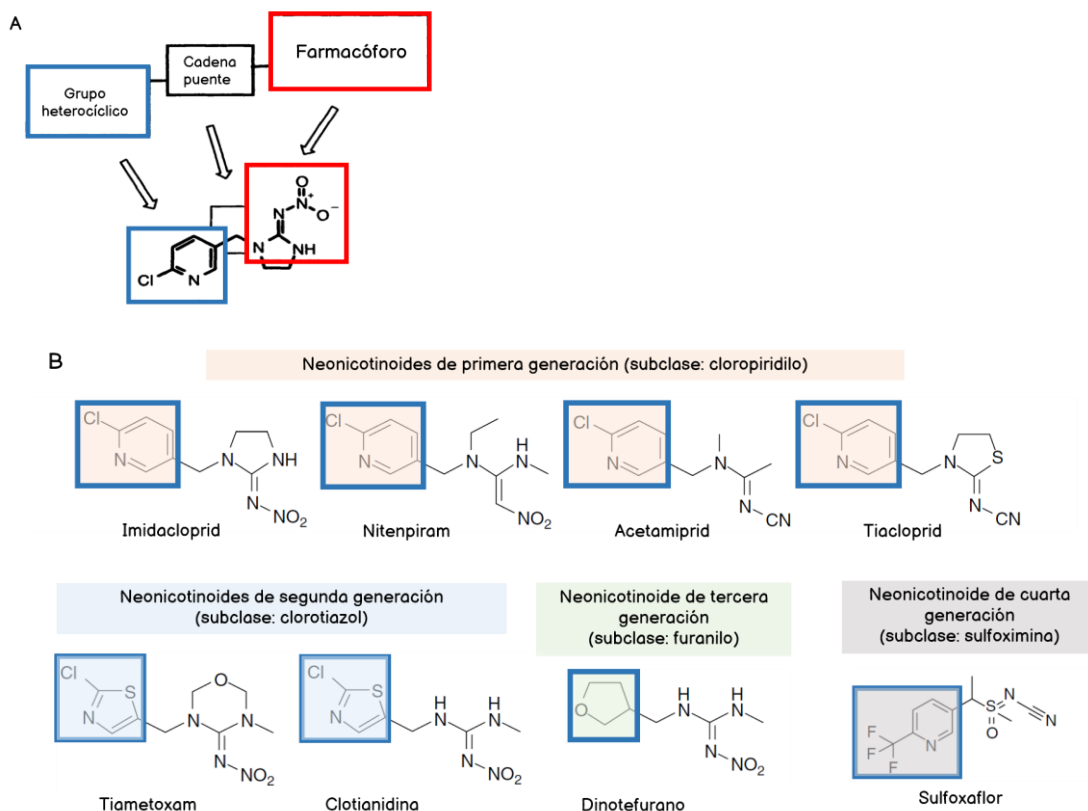 A
Farmacóforo
Cadena
puente
Grupo
heterocíclico
O
N
+
O
−
N
N
NH
Cl
N
B
Neonicotinoides de primera generación (subclase: cloropiridilo)
Cl
N
N
NH
N
NO2
Imidacloprid
Cl
N
N
H
N
NO2
Nitenpiram
Cl
N
N
N
CN
Acetamiprid
Cl
N
N
S
N
CN
Tiacloprid
Neonicotinoides de segunda generación
(subclase: clorotiazol)
Neonicotinoide de tercera
generación
(subclase: furanilo)
Neonicotinoide de cuarta
generación
(subclase: sulfoximina)
Cl
S
N
O
N
N
N
NO2
Tiametoxam
Cl
S
N
H
N
H
N
N
NO2
Clotianidina
O
H
N
H
N
N
NO2
Dinotefurano
F
F
F
N
S
N
O
N
Sulfoxaflor